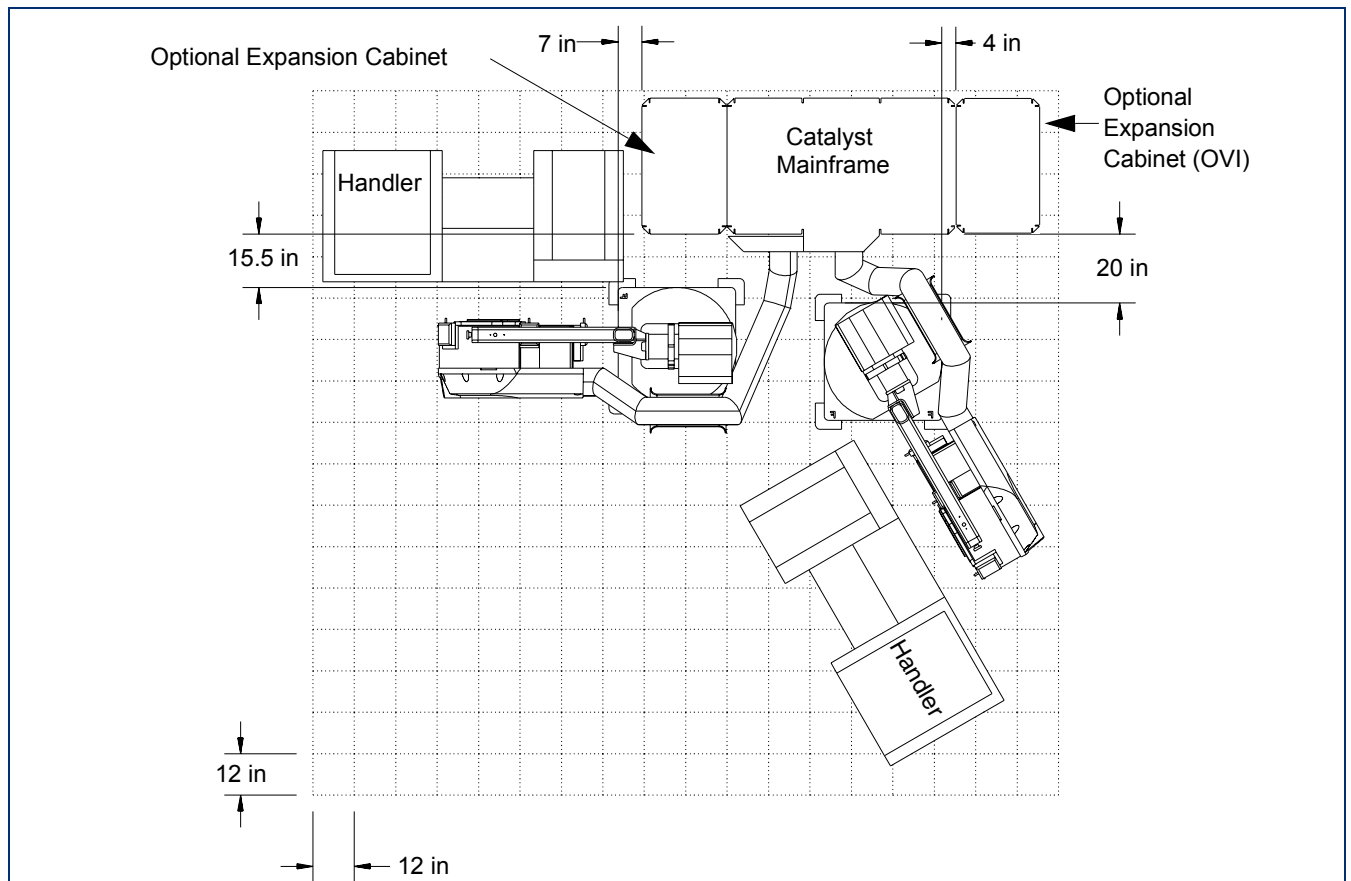 7 in
4 in
Optional Expansion Cabinet
Optional
Expansion
Cabinet (OVI)
Catalyst
Mainframe
Handler
15.5 in
20 in
Handler
12 in
12 in